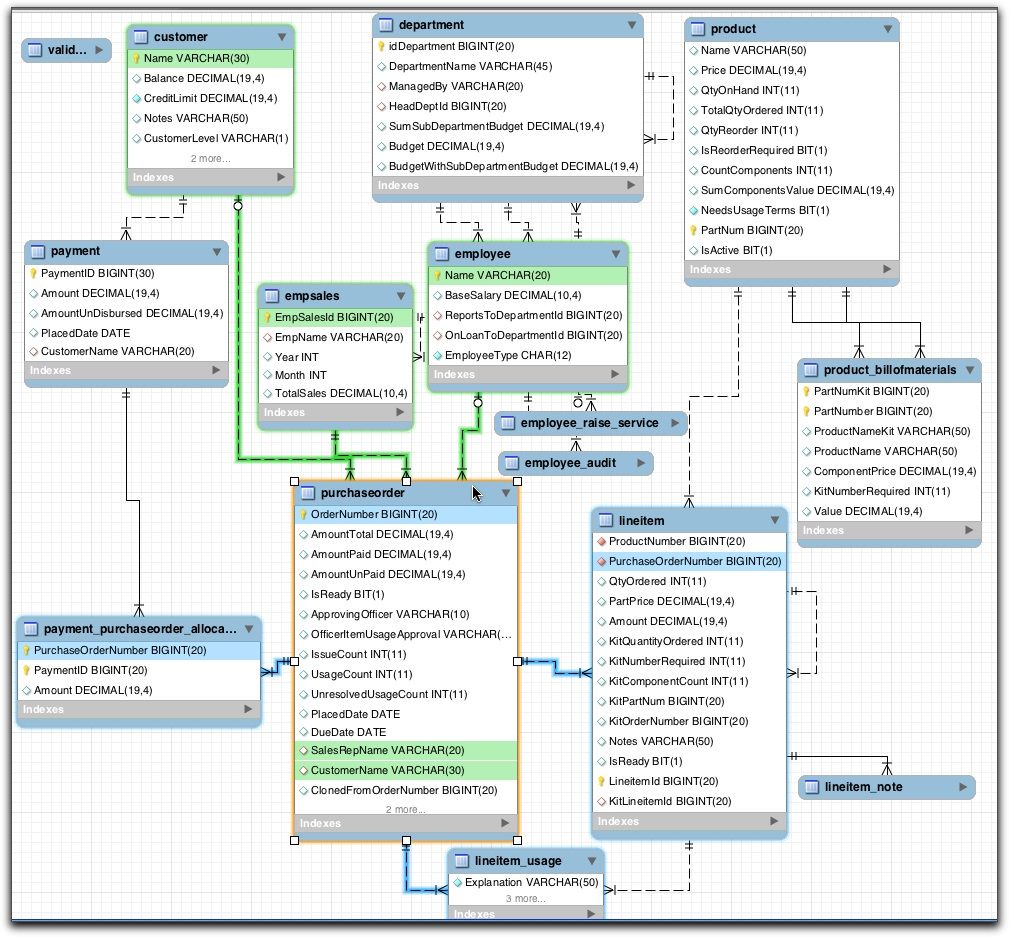 valid...
customer
Name VARCHAR(30)
Balance DECIMAL(19,4)
CreditLimit DECIMAL(19,4)
Notes VARCHAR(50)
CustomerLevel VARCHAR(1)
2 more...
Indexes
department
idDepartment BIGINT(20)
DepartmentName VARCHAR(45)
ManagedBy VARCHAR(20)
HeadDeptId BIGINT(20)
SumSubDepartmentBudget DECIMAL(19,4)
Budget DECIMAL(19,4)
BudgetWithSubDepartmentBudget DECIMAL(19,4)
Indexes
product
Name VARCHAR(50)
Price DECIMAL(19,4)
QtyOnHand INT(11)
TotalQtyOrdered INT(11)
QtyReorder INT(11)
IsReorderRequired BIT(1)
CountComponents INT(11)
SumComponentsValue DECIMAL(19,4)
NeedsUsageTerms BIT(1)
PartNum BIGINT(20)
IsActive BIT(1)
Indexes
payment
PaymentID BIGINT(30)
Amount DECIMAL(19,4)
AmountUnDisbursed DECIMAL(19,4)
PlacedDate DATE
CustomerName VARCHAR(20)
Indexes
empsales
EmpSalesId BIGINT(20)
EmpName VARCHAR(20)
Year INT
Month INT
TotalSales DECIMAL(10,4)
Indexes
employee
Name VARCHAR(20)
BaseSalary DECIMAL(10,4)
ReportsToDepartmentId BIGINT(20)
OnLoanToDepartmentId BIGINT(20)
EmployeeType CHAR(12)
Indexes
product_billofmaterials
PartNumKit BIGINT(20)
PartNumber BIGINT(20)
ProductNameKit VARCHAR(50)
ProductName VARCHAR(50)
ComponentPrice DECIMAL(19,4)
KitNumberRequired INT(11)
Value DECIMAL(19,4)
Indexes
employee_raise_service
employee_audit
purchaseorder
OrderNumber BIGINT(20)
AmountTotal DECIMAL(19,4)
AmountPaid DECIMAL(19,4)
AmountUnPaid DECIMAL(19,4)
IsReady BIT(1)
ApprovingOfficer VARCHAR(10)
OfficerItemUsageApproval VARCHAR(...
IssueCount INT(11)
UsageCount INT(11)
UnresolvedUsageCount INT(11)
PlacedDate DATE
DueDate DATE
SalesRepName VARCHAR(20)
CustomerName VARCHAR(30)
ClonedFromOrderNumber BIGINT(20)
2 more...
Indexes
lineitem
ProductNumber BIGINT(20)
PurchaseOrderNumber BIGINT(20)
QtyOrdered INT(11)
PartPrice DECIMAL(19,4)
Amount DECIMAL(19,4)
KitQuantityOrdered INT(11)
KitNumberRequired INT(11)
KitComponentCount INT(11)
KitPartNum BIGINT(20)
KitOrderNumber BIGINT(20)
Notes VARCHAR(50)
IsReady BIT(1)
LineitemId BIGINT(20)
KitLineitemId BIGINT(20)
Indexes
payment_purchaseorder_alloca...
PurchaseOrderNumber BIGINT(20)
PaymentID BIGINT(20)
Amount DECIMAL(19,4)
Indexes
lineitem_note
lineitem_usage
Explanation VARCHAR(50)
3 more...
Indexes